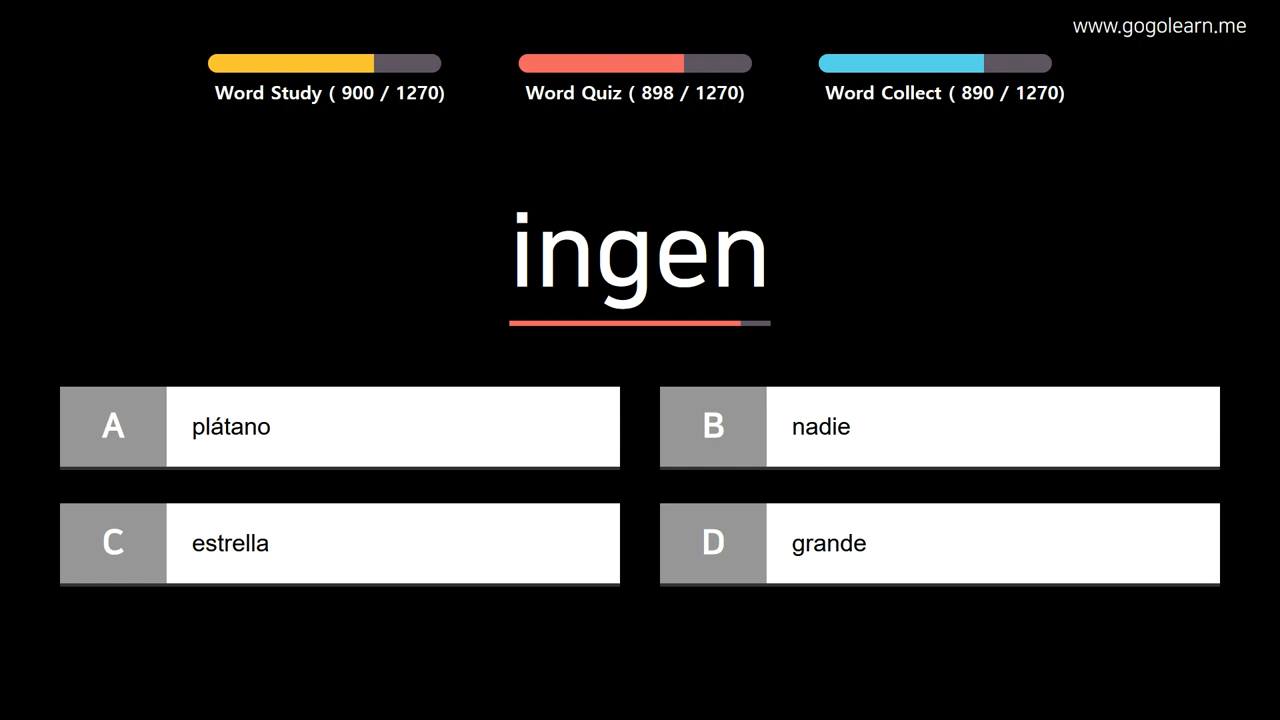 www.gogolearn.me
Word Study ( 900 / 1270)
Word Quiz ( 898 / 1270)
Word Collect ( 890 / 1270)
ingen
A plátano
B nadie
C estrella
D grande